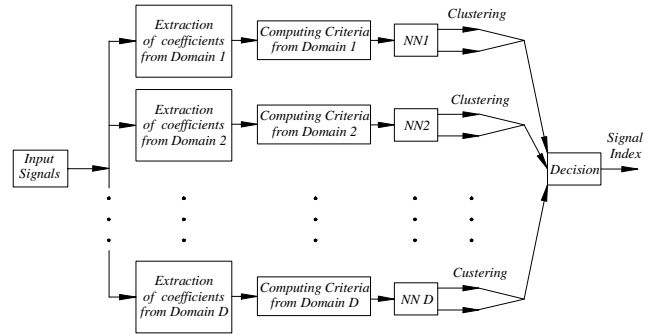 Extraction
of coefficients
from Domain 1
Computing Criteria
from Domain 1
NN1
Clustering
Extraction
of coefficients
from Domain 2
Computing Criteria
from Domain 2
NN2
Clustering
Input
Signals
Decision
Signal
Index
Extraction
of coefficients
from Domain D
Computing Criteria
from Domain D
NN D
Custering